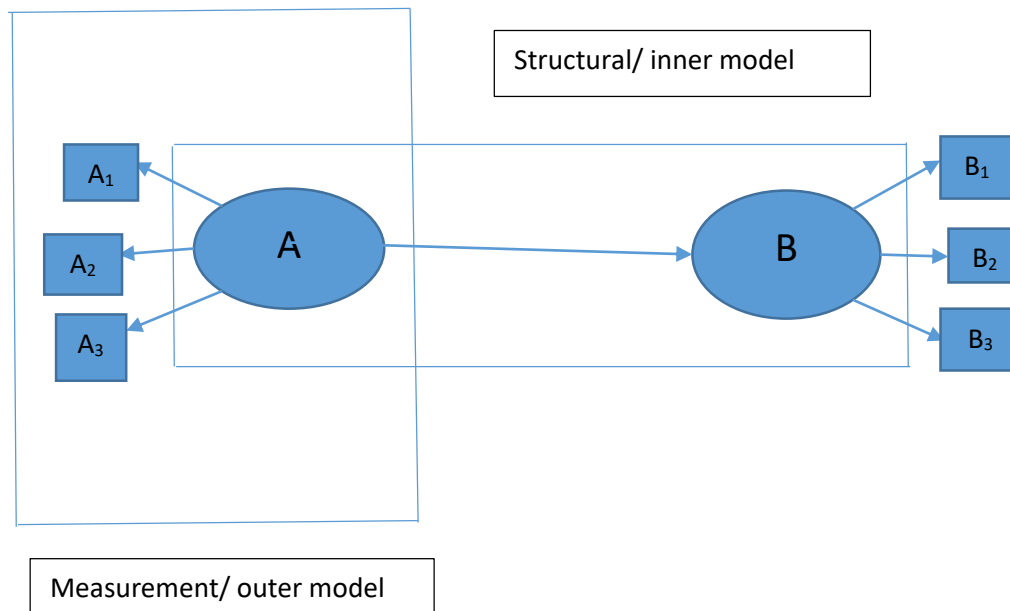 Structural/ inner model
A₁
A
B
B₁
A₂
B₂
A₃
B₃
Measurement/ outer model